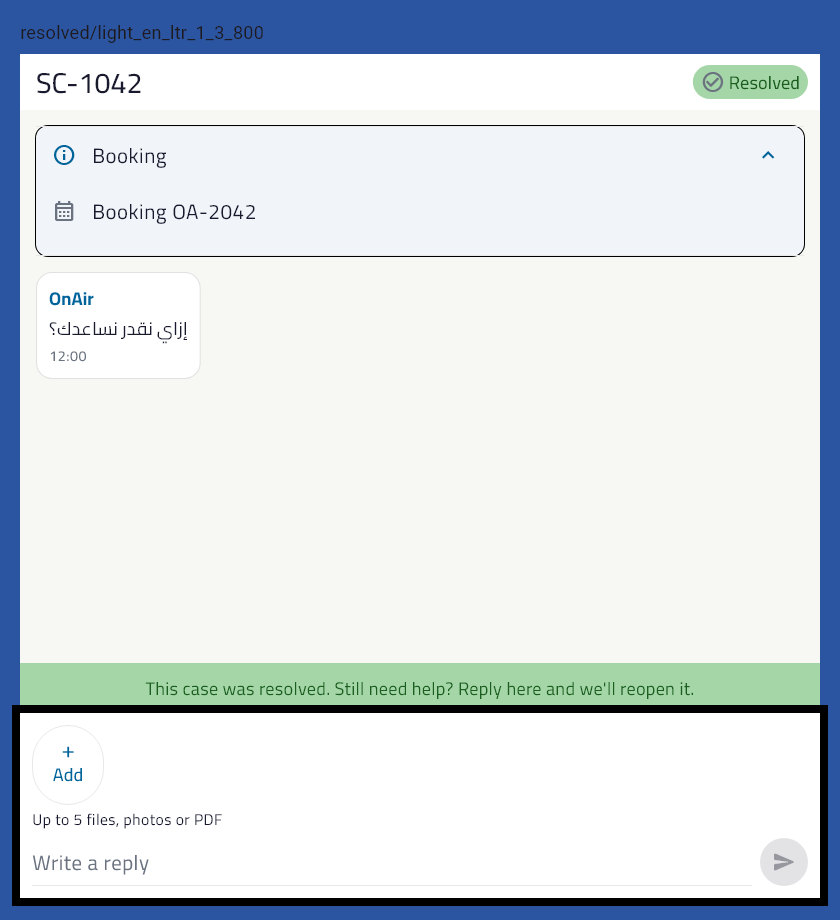 resolved/light_en_ltr_1_3_800
SC-1042
Resolved
Booking
Booking OA-2042
OnAir
إزاي نقدر نساعدك؟
12:00
This case was resolved. Still need help? Reply here and we'll reopen it.
+
Add
Up to 5 files, photos or PDF
Write a reply